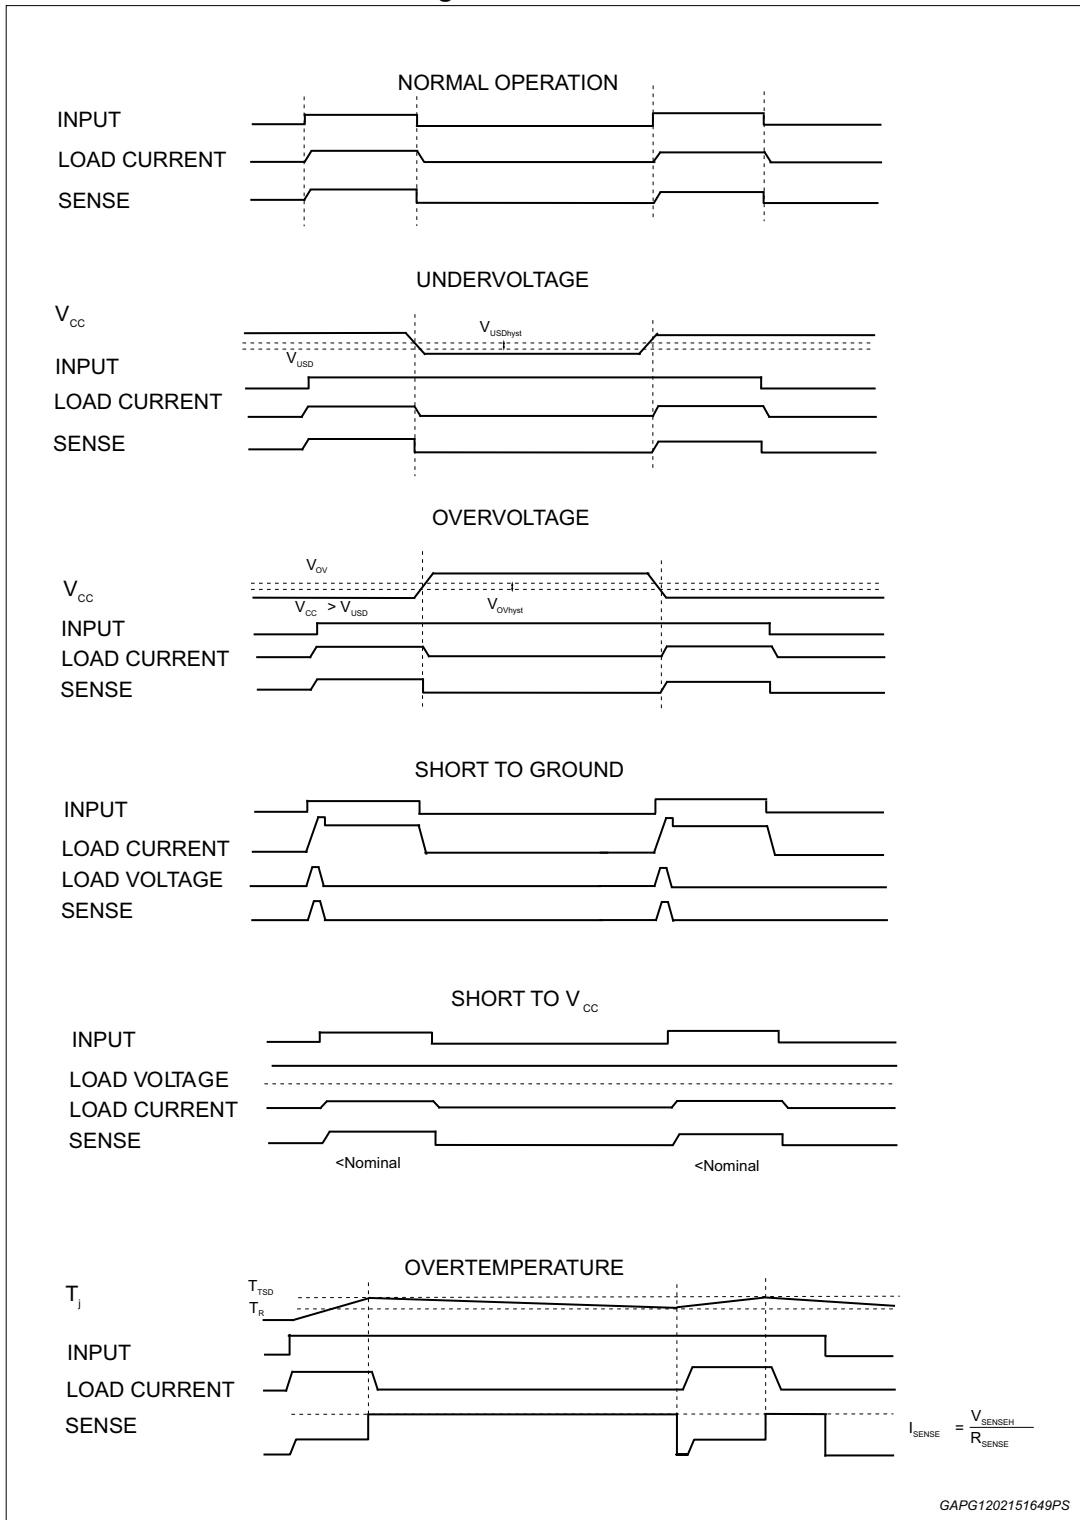 NORMAL OPERATION
INPUT
LOAD CURRENT
SENSE
UNDERVOLTAGE
VCC
VUSDhyst
VUSD
INPUT
LOAD CURRENT
SENSE
OVERVOLTAGE
VOV
VCC
VCC > VUSD
VOVhyst
INPUT
LOAD CURRENT
SENSE
SHORT TO GROUND
INPUT
LOAD CURRENT
LOAD VOLTAGE
SENSE
SHORT TO VCC
INPUT
LOAD VOLTAGE
LOAD CURRENT
SENSE
<Nominal
<Nominal
OVERTEMPERATURE
Tj
TTSD
TR
INPUT
LOAD CURRENT
SENSE
ISENSE = VSENSEH
RSENSE
GAPG1202151649PS